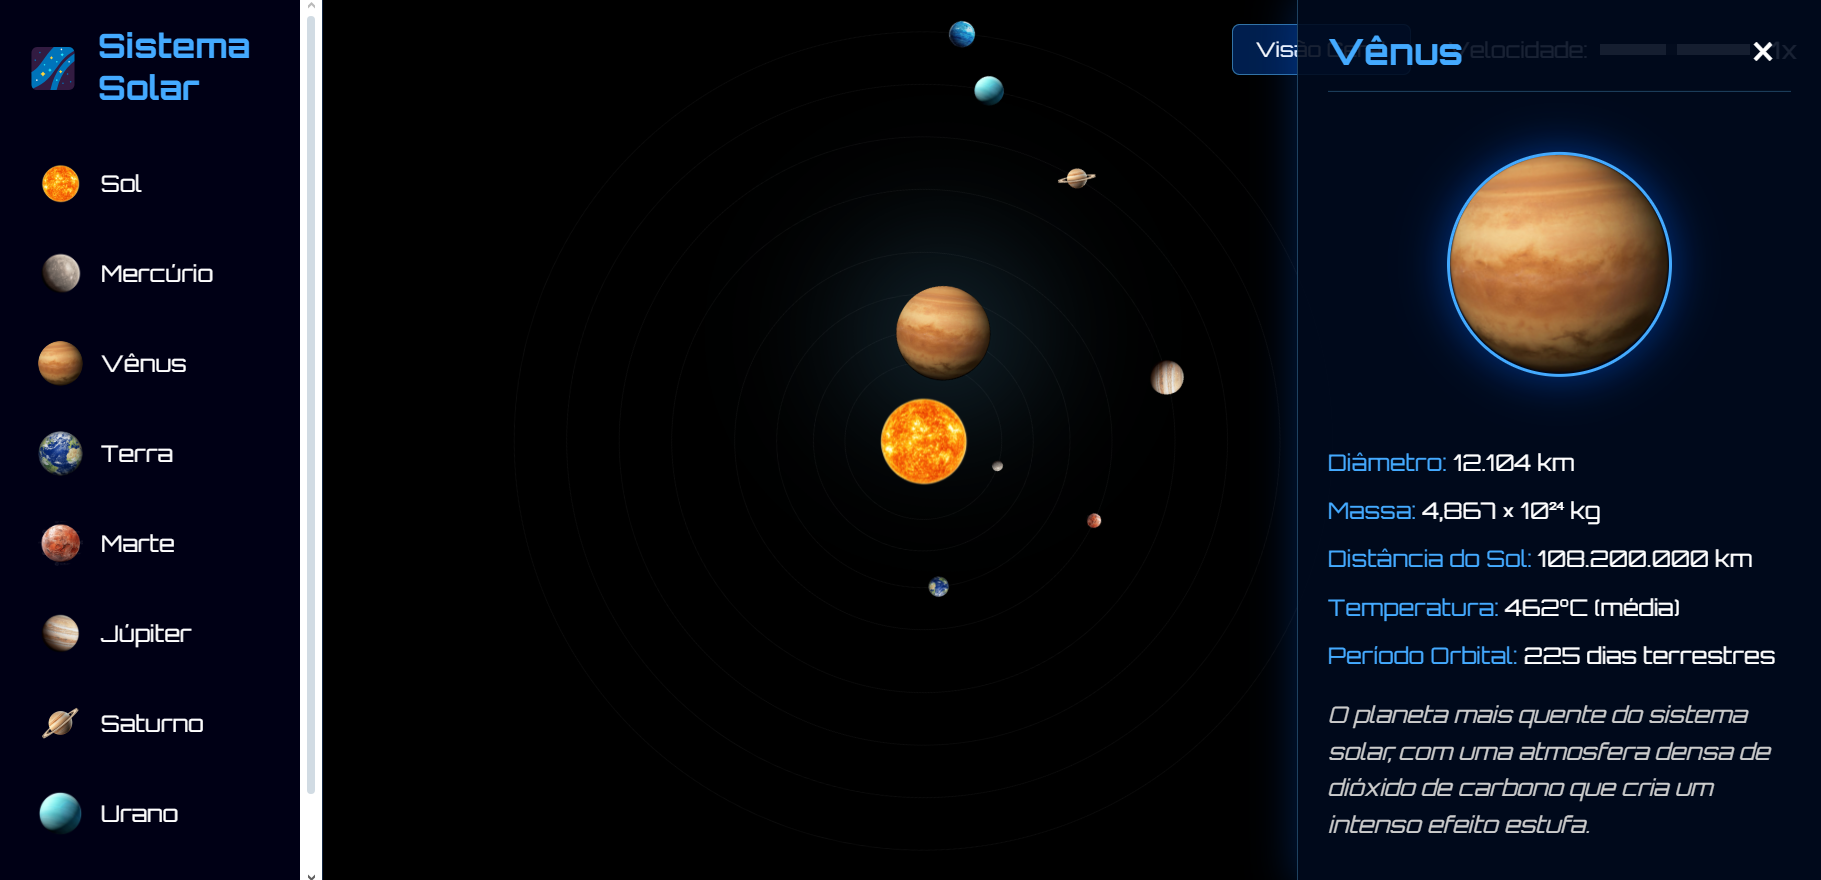 Sistema
Solar
Sol
Mercúrio
Vênus
Terra
Marte
Júpiter
Saturno
Urano
Velocidade:
1x
Vênus
×
Diâmetro: 12.104 km
Massa: 4,867 x 10²⁴ kg
Distância do Sol: 108.200.000 km
Temperatura: 462°C (média)
Período Orbital: 225 dias terrestres
O planeta mais quente do sistema
solar, com uma atmosfera densa de
dióxido de carbono que cria um
intenso efeito estufa.